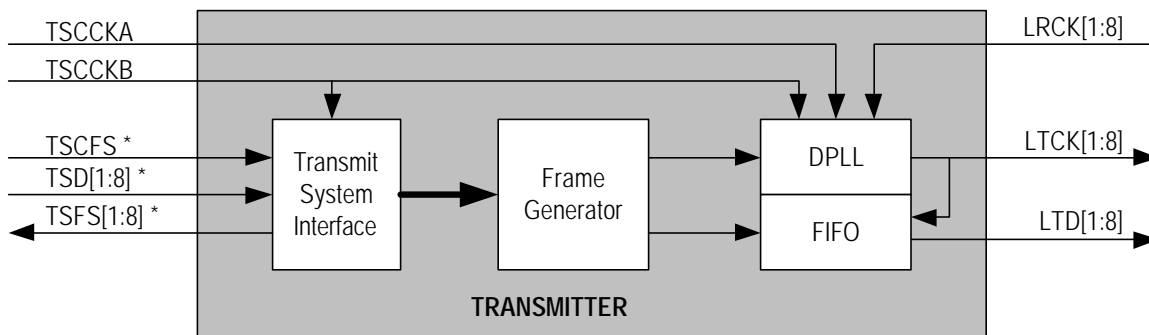 TSCCKA
TSCCKB
TSCFS *
TSD[1:8] *
TSFS[1:8] *
Transmit
System
Interface
Frame
Generator
DPLL
FIFO
LRCK[1:8]
LTCK[1:8]
LTD[1:8]
TRANSMITTER